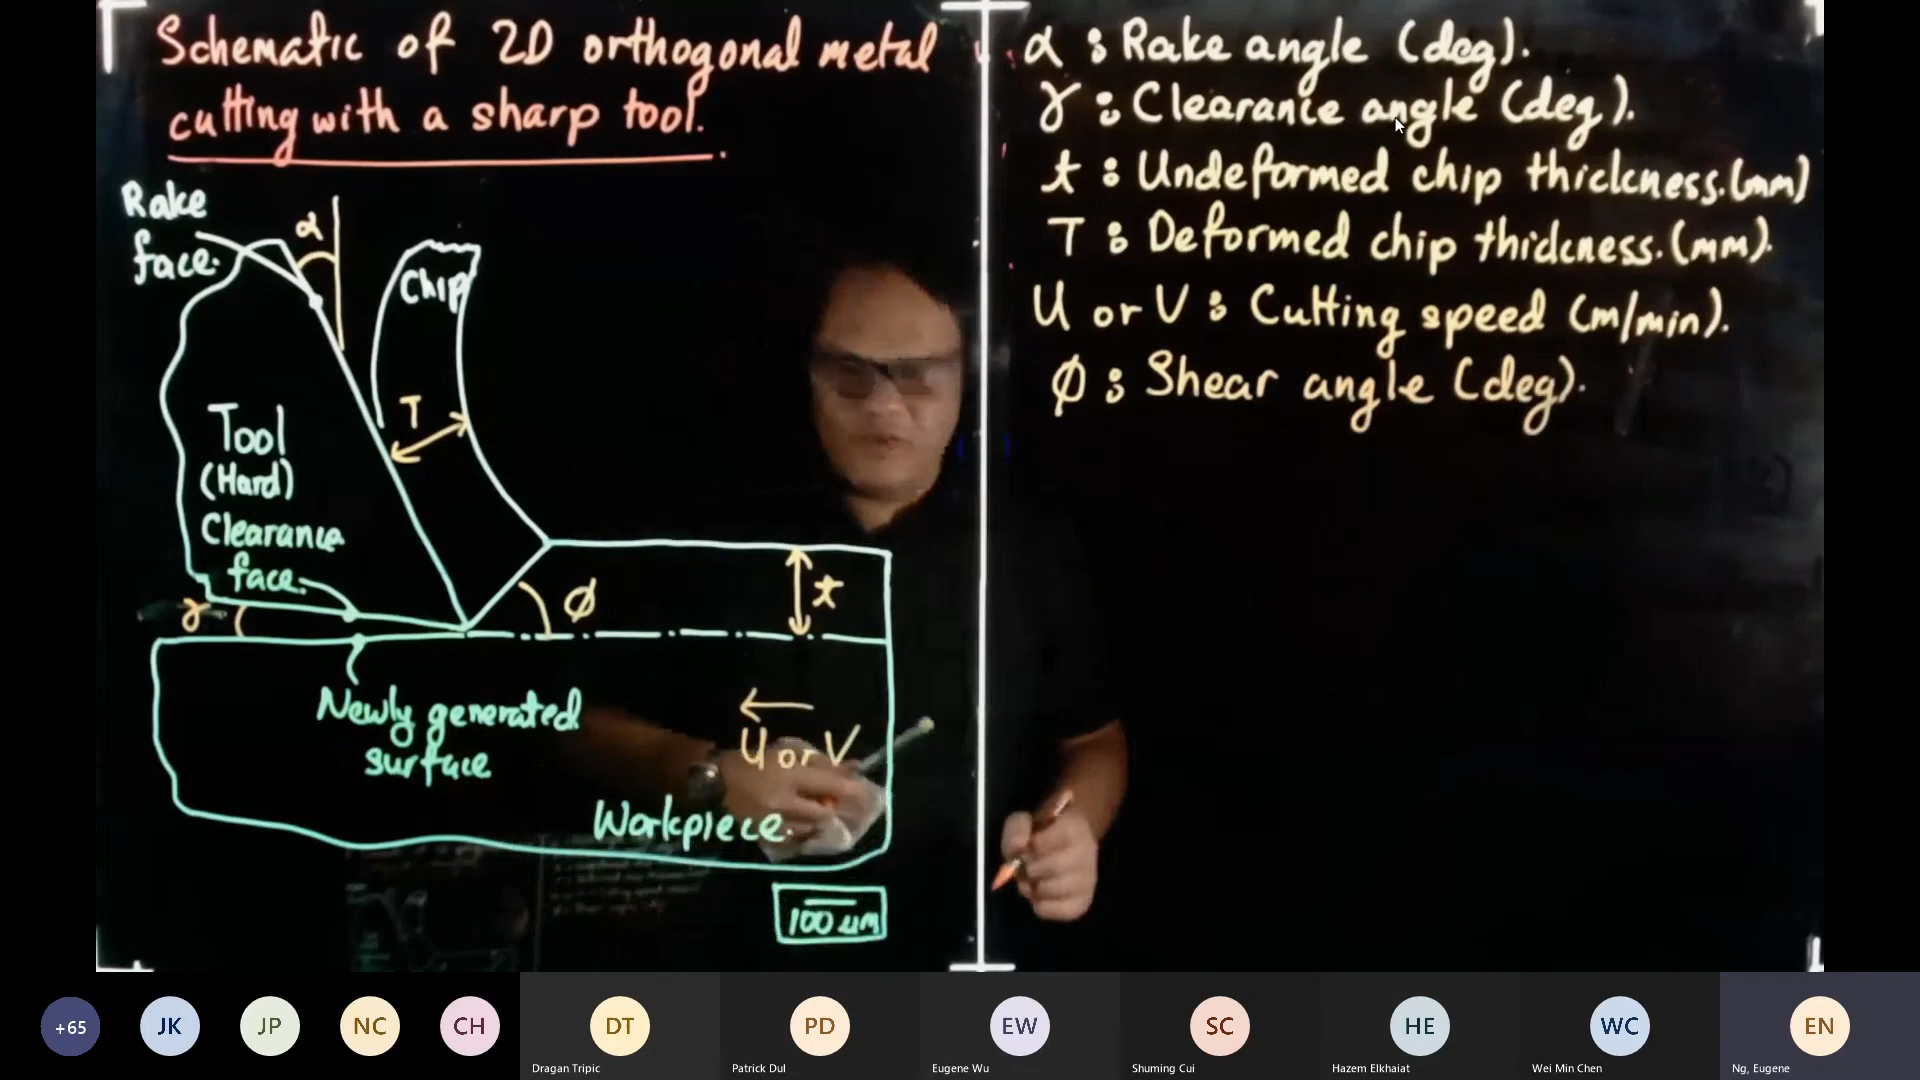 Schematic of 2D orthogonal metal
cutting with a sharp tool.
Rake
face.
α
Chip
T
Tool
(Hard)
Clearance
face.
γ
ϕ
t
Newly generated
surface
U or V
Workpiece.
100 μm
α : Rake angle (deg).
γ : Clearance angle (deg).
t : Undeformed chip thickness.(mm)
T : Deformed chip thickness.(mm).
U or V : Cutting speed (m/min).
ϕ : Shear angle (deg).
+65
JK
JP
NC
CH
DT
Dragan Tripic
PD
Patrick Dul
EW
Eugene Wu
SC
Shuming Cui
HE
Hazem Elkhaiat
WC
Wei Min Chen
EN
Ng, Eugene